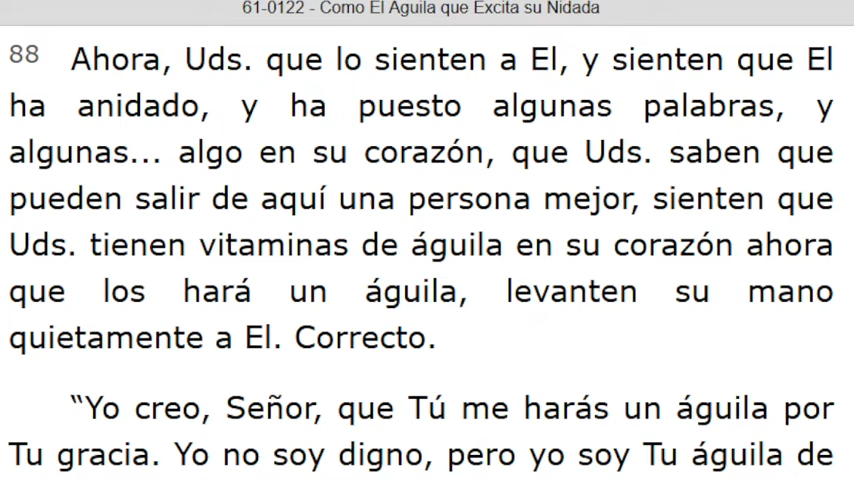 61-0122 - Como El Aguila que Excita su Nidada
88 Ahora, Uds. que lo sienten a El, y sienten que El
ha anidado, y ha puesto algunas palabras, y
algunas... algo en su corazón, que Uds. saben que
pueden salir de aquí una persona mejor, sienten que
Uds. tienen vitaminas de águila en su corazón ahora
que los hará un águila, levanten su mano
quietamente a El. Correcto.
“Yo creo, Señor, que Tú me harás un águila por
Tu gracia. Yo no soy digno, pero yo soy Tu águila de